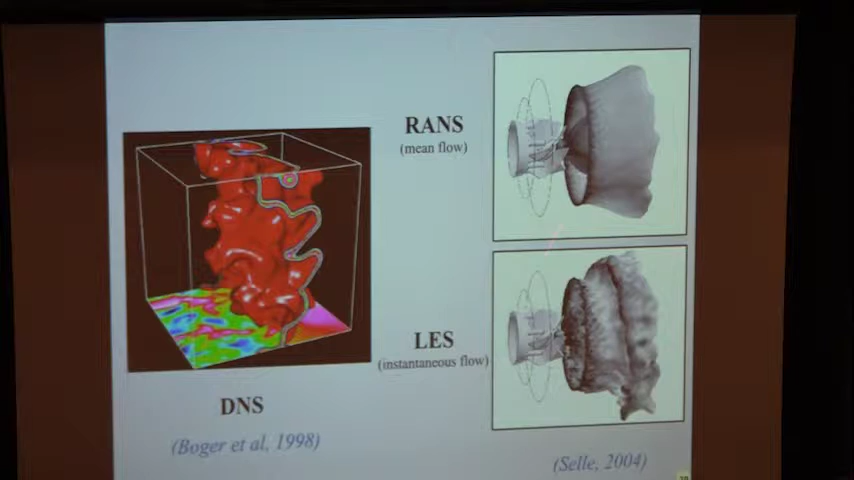 RANS
(mean flow)
LES
(instantaneous flow)
DNS
(Boger et al, 1998)
(Selle, 2004)